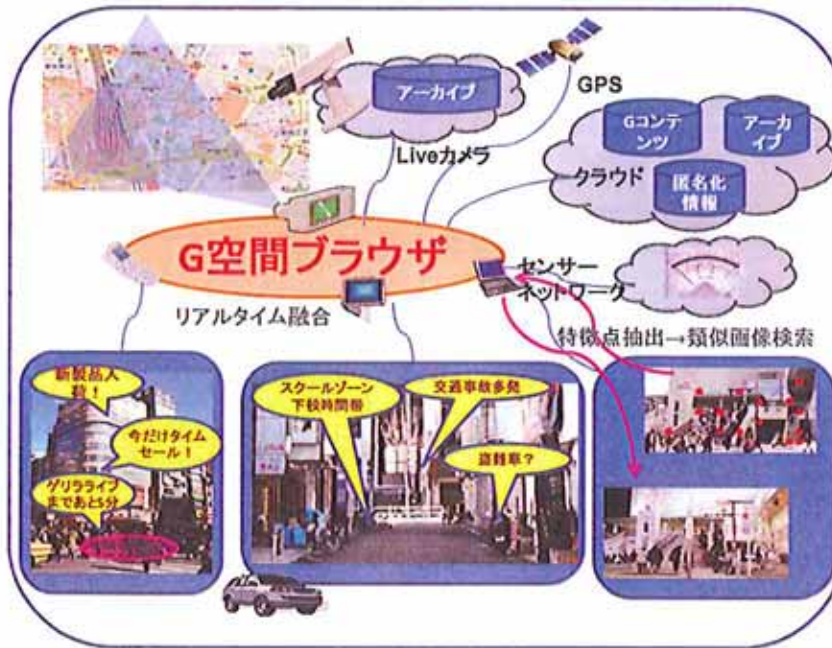 アーカイブ
GPS
Liveカメラ
Gコンテ
ンツ
アーカ
イブ
クラウド
匿名化
情報
G空間ブラウザ
センサー
ネットワーク
リアルタイム融合
特徴点抽出→類似画像検索
新製品入
荷！
今だけタイム
セール！
ゲリラライブ
まであと5分
スクールゾーン
下校時間帯
交通事故多発
盗難車？